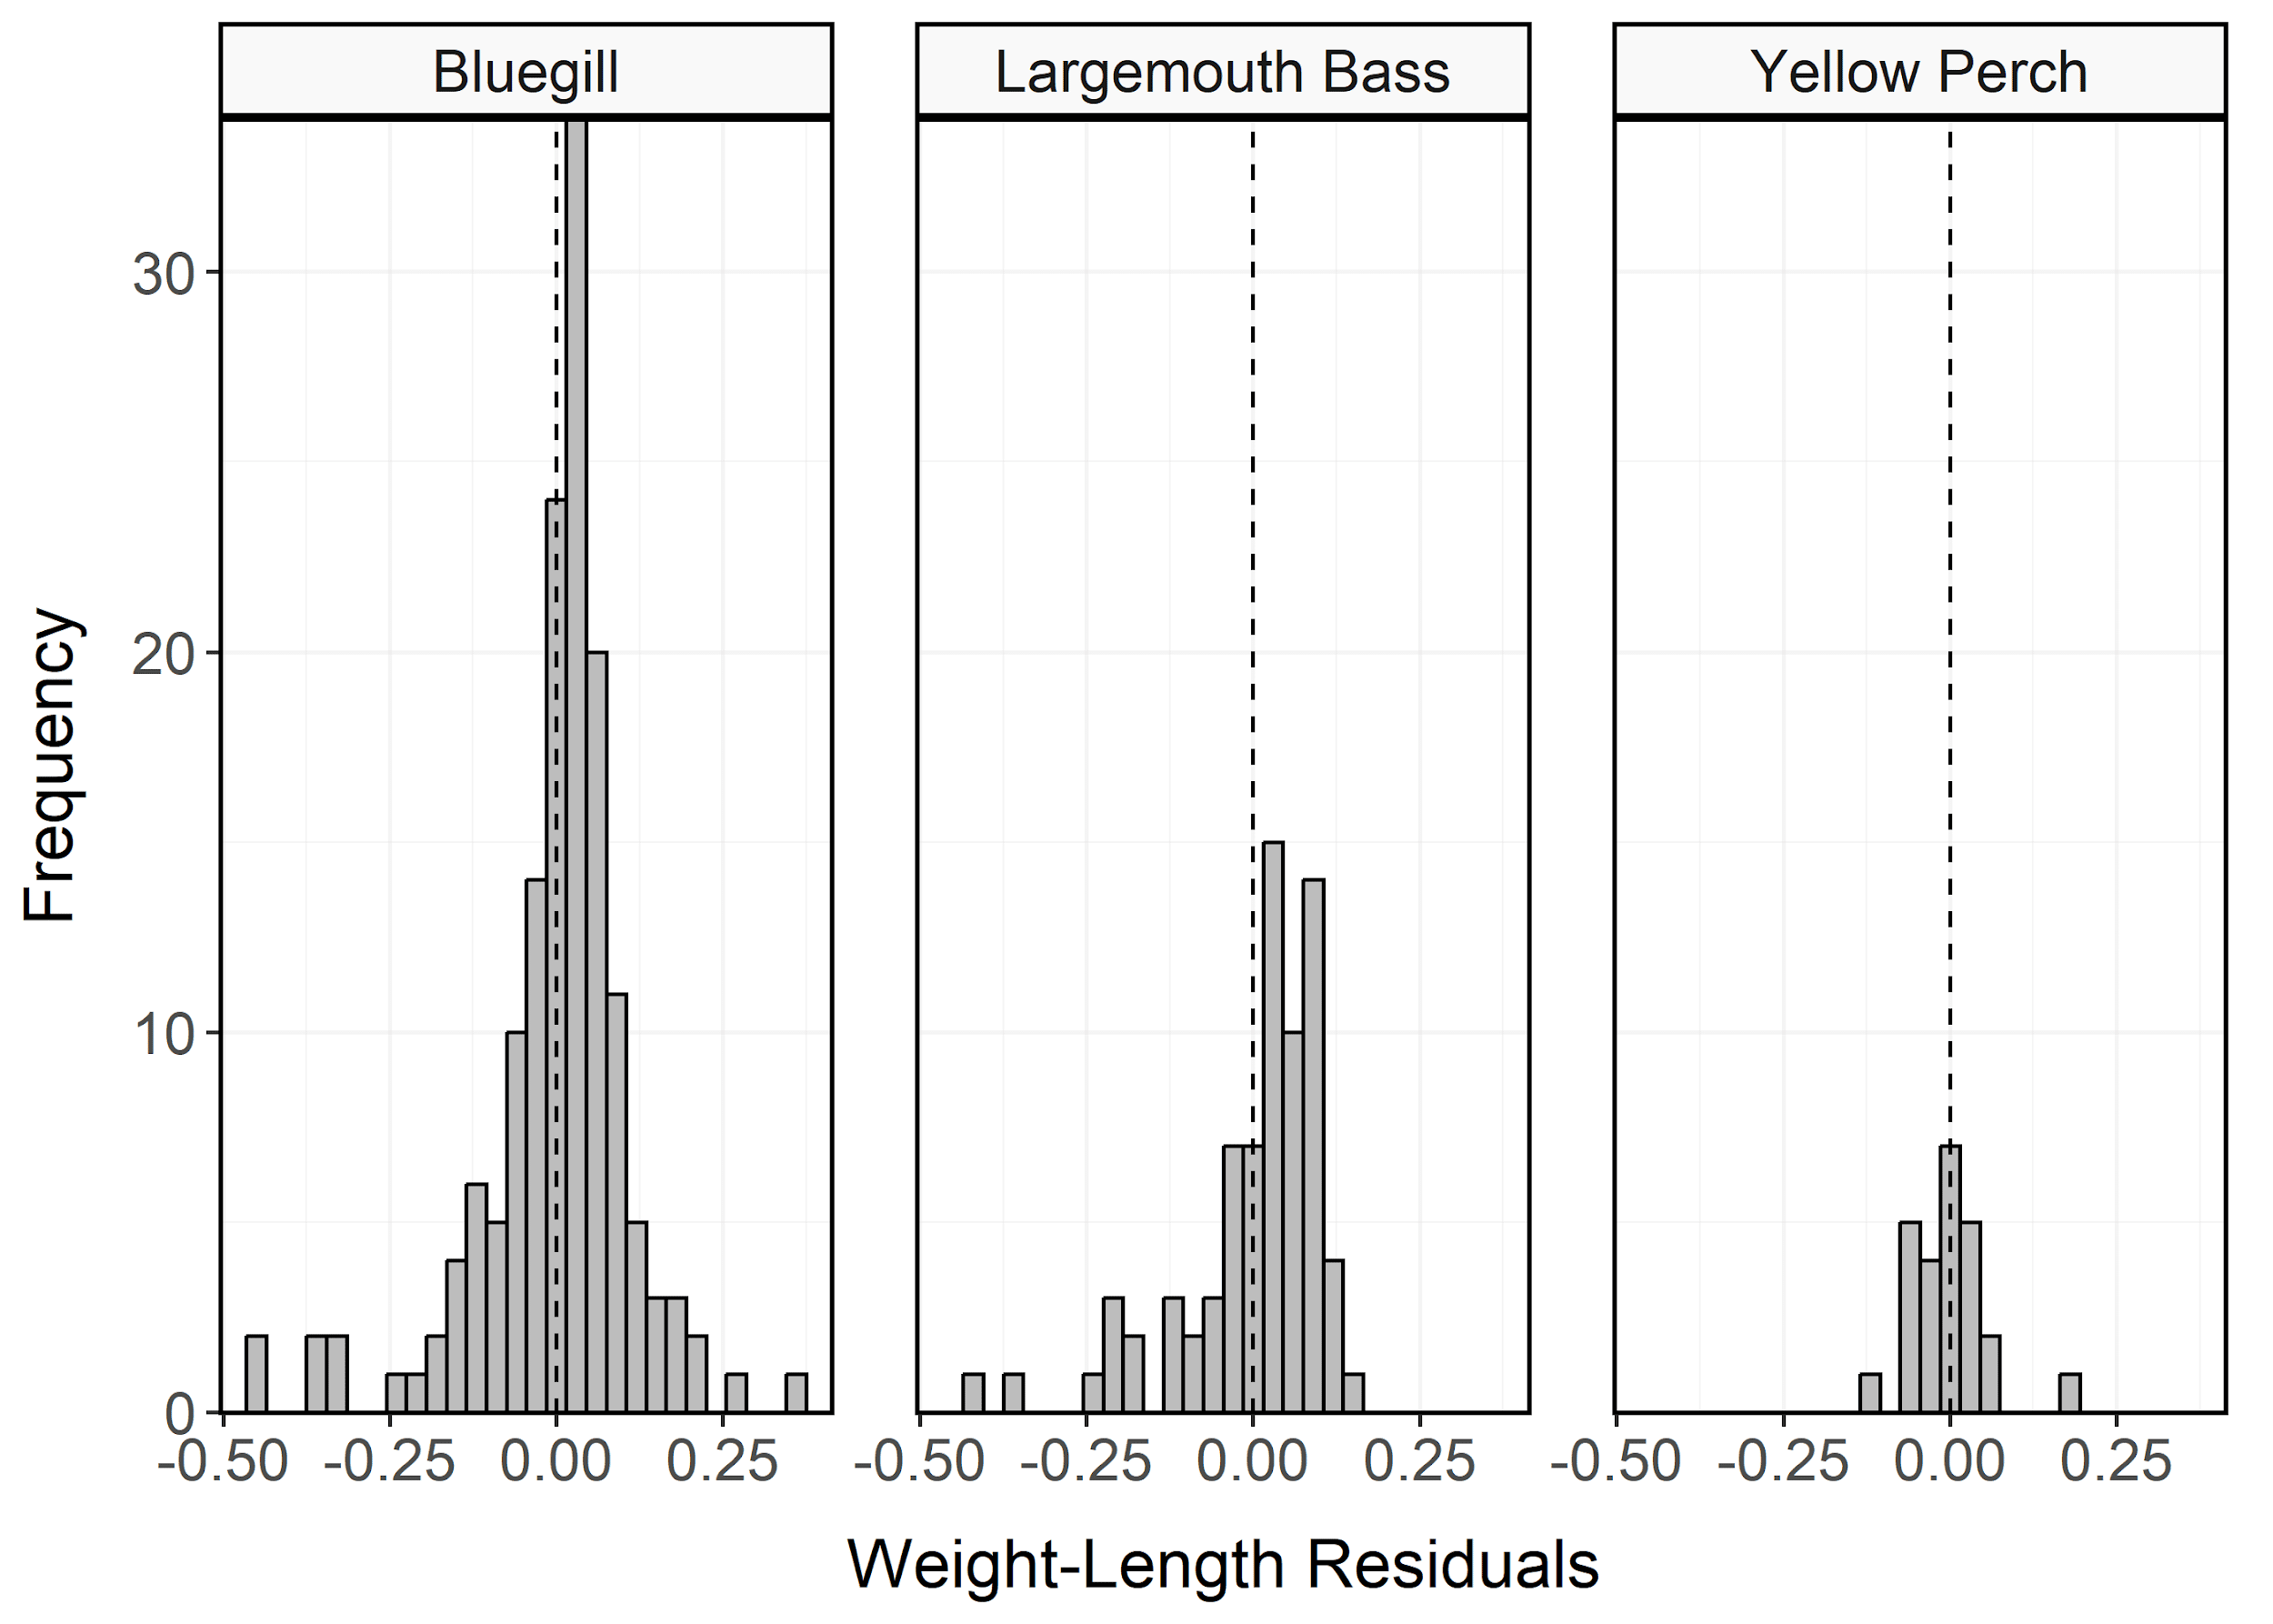 Bluegill Largemouth Bass Yellow Perch
30
20
10
0
Frequency
-0.50 -0.25 0.00 0.25 -0.50 -0.25 0.00 0.25 -0.50 -0.25 0.00 0.25
Weight-Length Residuals